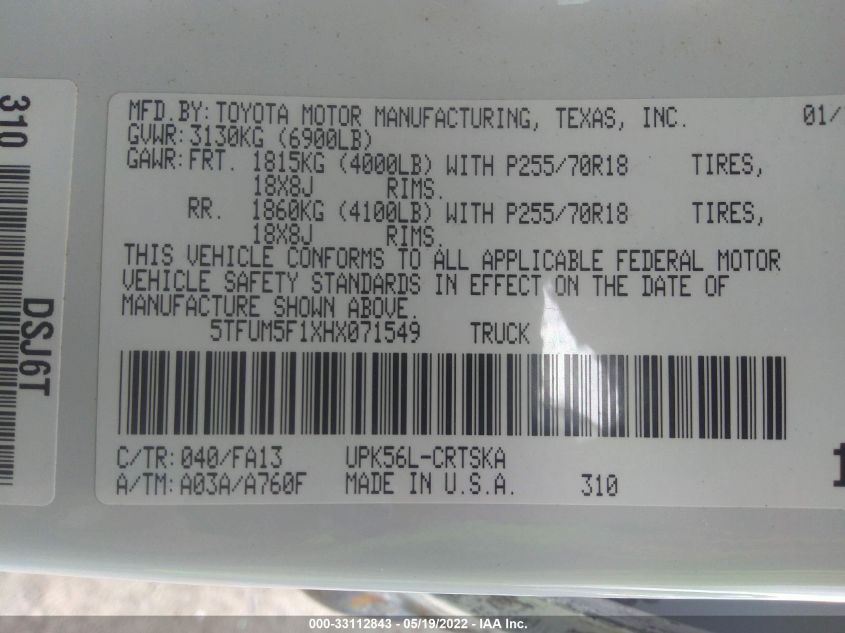 MFD.BY: TOYOTA MOTOR MANUFACTURING, TEXAS, INC. 01/
GVWR: 3130KG (6900LB)
GAWR: FRT. 1815KG (4000LB) WITH P255/70R18 TIRES,
18X8J RIMS.
RR. 1860KG (4100LB) WITH P255/70R18 TIRES,
18X8J RIMS.
THIS VEHICLE CONFORMS TO ALL APPLICABLE FEDERAL MOTOR
VEHICLE SAFETY STANDARDS IN EFFECT ON THE DATE OF
MANUFACTURE SHOWN ABOVE.
5TFUM5F1XHX071549 TRUCK
C/TR: 040/FA13 UPK56L-CRTSKA
A/TM: A03A/A760F MADE IN U.S.A. 310
310
DSJ6T
000-33112843 - 05/19/2022 - IAA Inc.